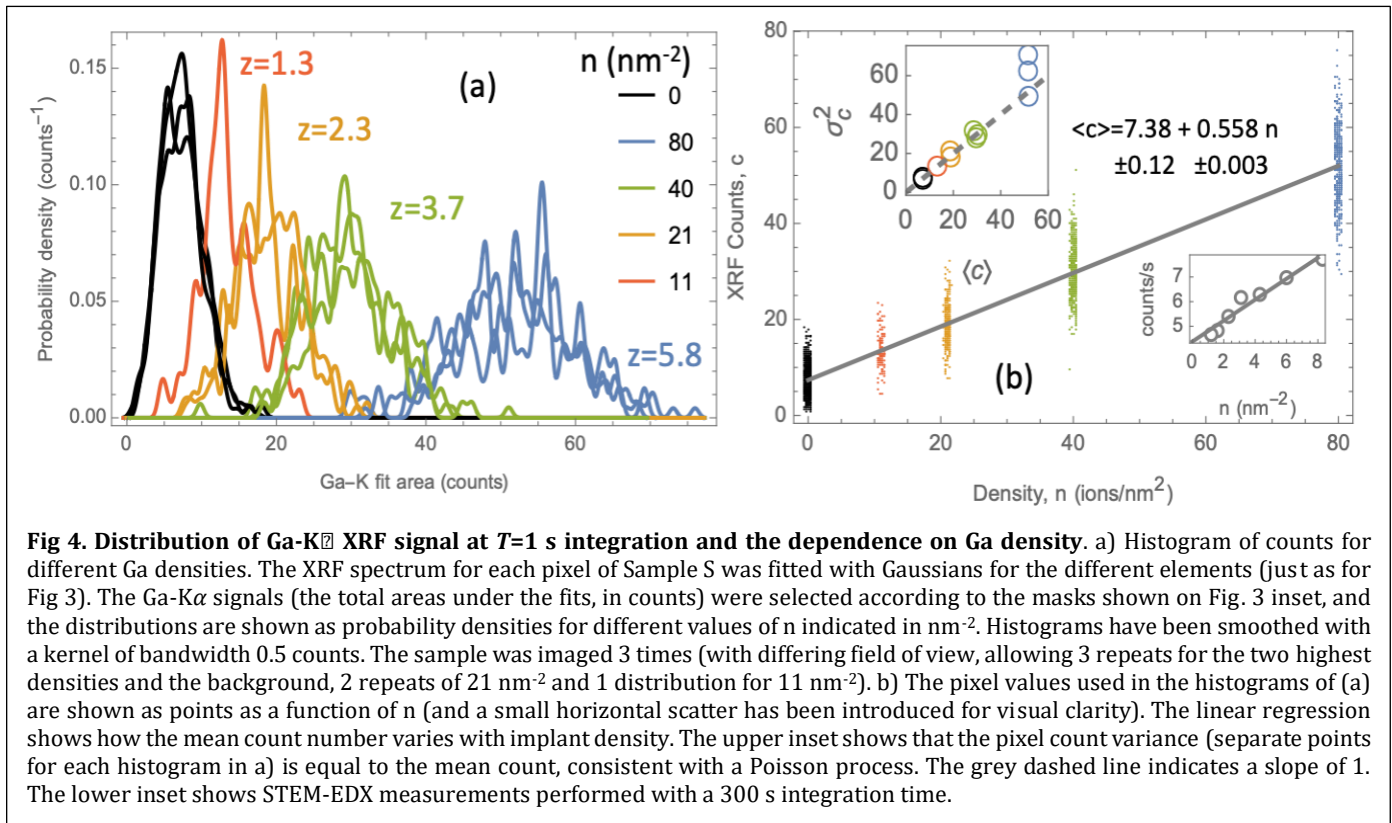 z=1.3
(a)
n (nm-2)
0
80
40
21
11
z=2.3
z=3.7
z=5.8
0.15
0.10
0.05
0.00
Probability density (counts−1)
0
20
40
60
Ga–K fit area (counts)
80
60
40
20
0
XRF Counts, c
60
40
20
0
σc2
0
20
40
60
<c>=7.38 + 0.558 n
±0.12 ±0.003
⟨c⟩
(b)
counts/s
7
6
5
0
2
4
6
8
n (nm−2)
0
20
40
60
80
Density, n (ions/nm2)
Fig 4. Distribution of Ga-K⍰ XRF signal at T=1 s integration and the dependence on Ga density. a) Histogram of counts for
different Ga densities. The XRF spectrum for each pixel of Sample S was fitted with Gaussians for the different elements (just as for
Fig 3). The Ga-Kα signals (the total areas under the fits, in counts) were selected according to the masks shown on Fig. 3 inset, and
the distributions are shown as probability densities for different values of n indicated in nm-2. Histograms have been smoothed with
a kernel of bandwidth 0.5 counts. The sample was imaged 3 times (with differing field of view, allowing 3 repeats for the two highest
densities and the background, 2 repeats of 21 nm-2 and 1 distribution for 11 nm-2). b) The pixel values used in the histograms of (a)
are shown as points as a function of n (and a small horizontal scatter has been introduced for visual clarity). The linear regression
shows how the mean count number varies with implant density. The upper inset shows that the pixel count variance (separate points
for each histogram in a) is equal to the mean count, consistent with a Poisson process. The grey dashed line indicates a slope of 1.
The lower inset shows STEM-EDX measurements performed with a 300 s integration time.